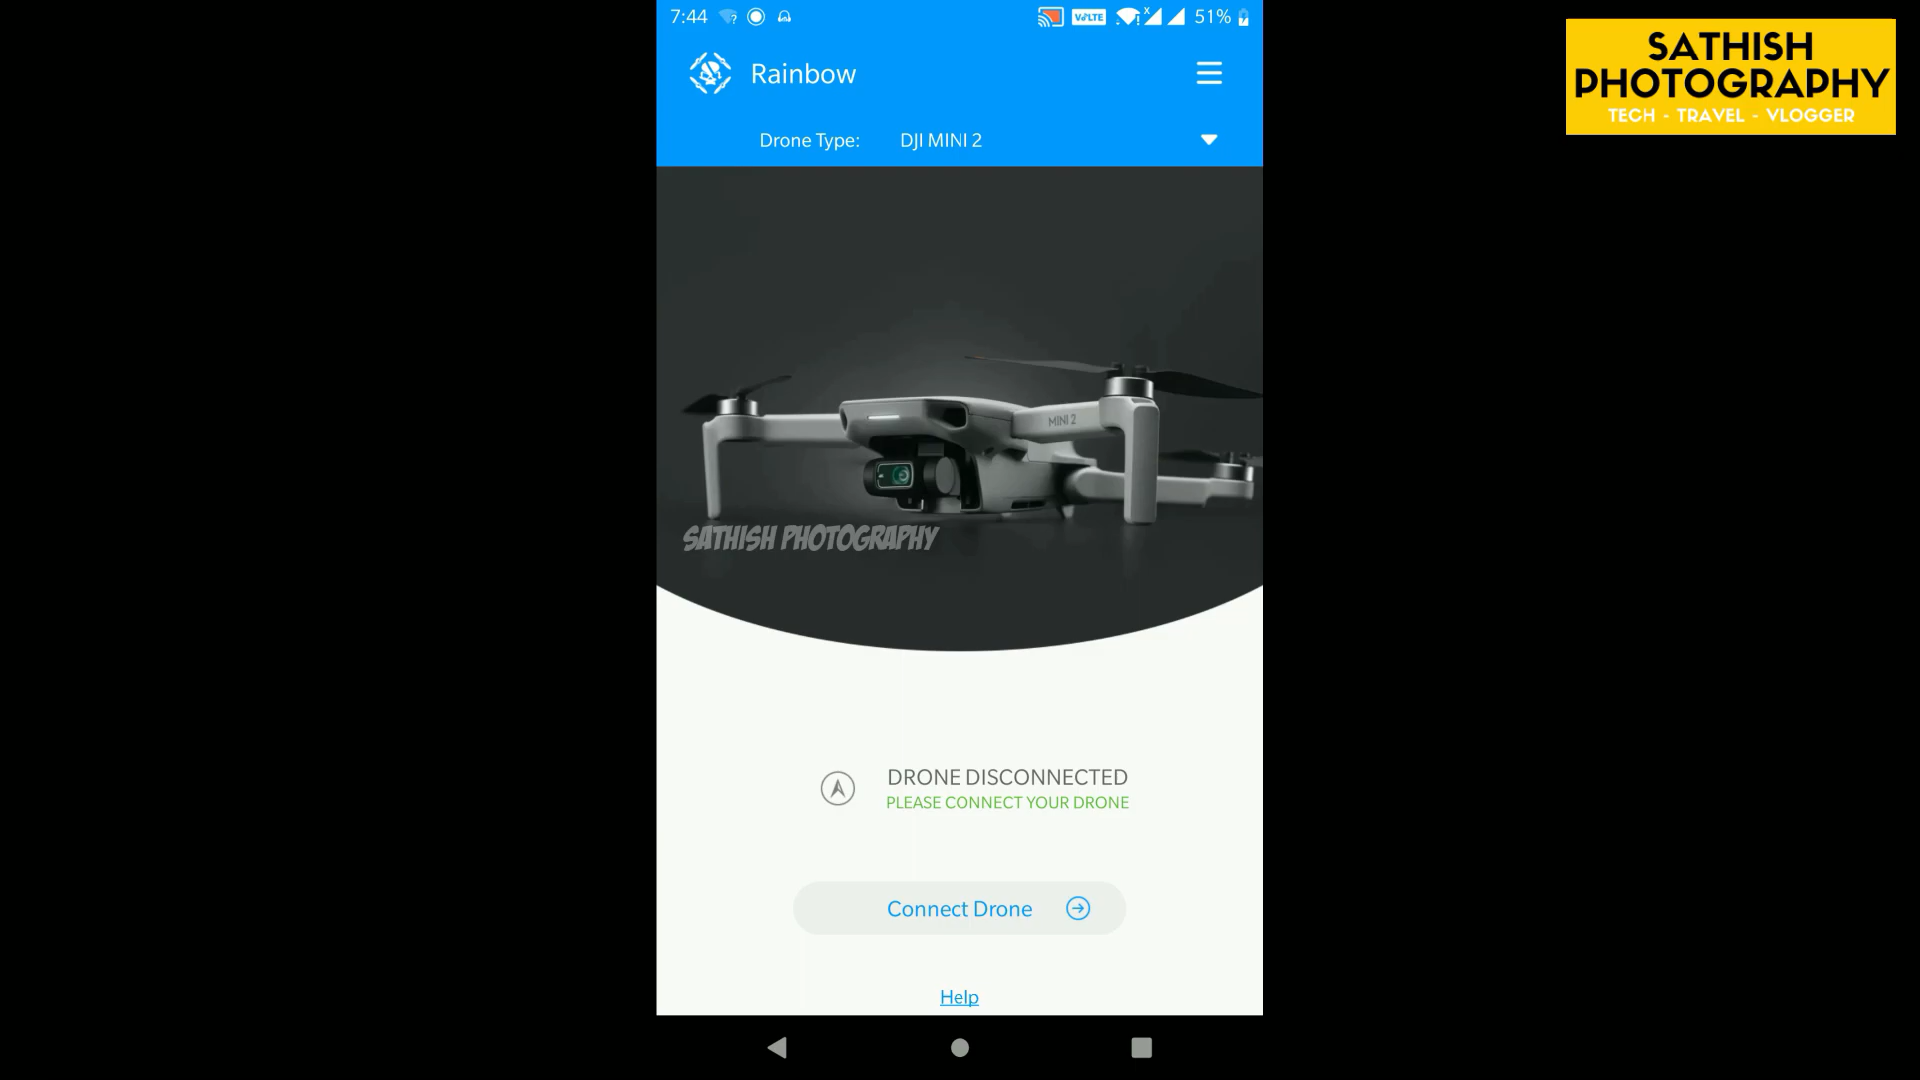 7:44
VoLTE
51%
SATHISH
PHOTOGRAPHY
TECH - TRAVEL - VLOGGER
Rainbow
Drone Type: DJI MINI 2
MINI 2
SATHISH PHOTOGRAPHY
DRONE DISCONNECTED
PLEASE CONNECT YOUR DRONE
Connect Drone
Help